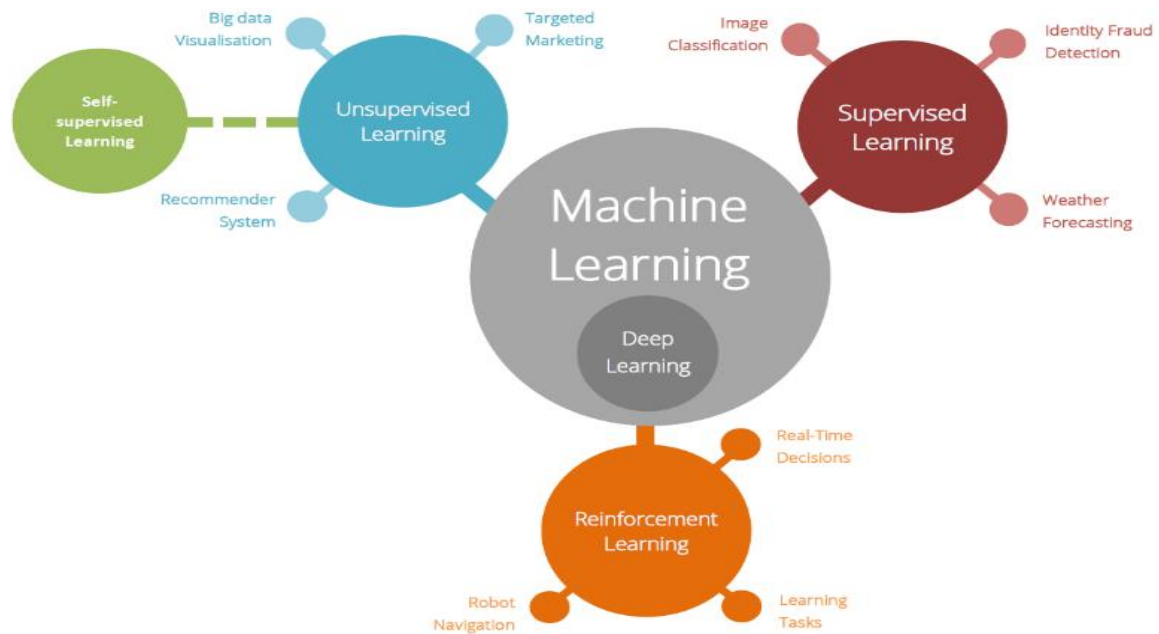 Big data
Visualisation
Targeted
Marketing
Image
Classification
Identity Fraud
Detection
Self-
supervised
Learning
Unsupervised
Learning
Supervised
Learning
Recommender
System
Weather
Forecasting
Machine
Learning
Deep
Learning
Real-Time
Decisions
Reinforcement
Learning
Robot
Navigation
Learning
Tasks